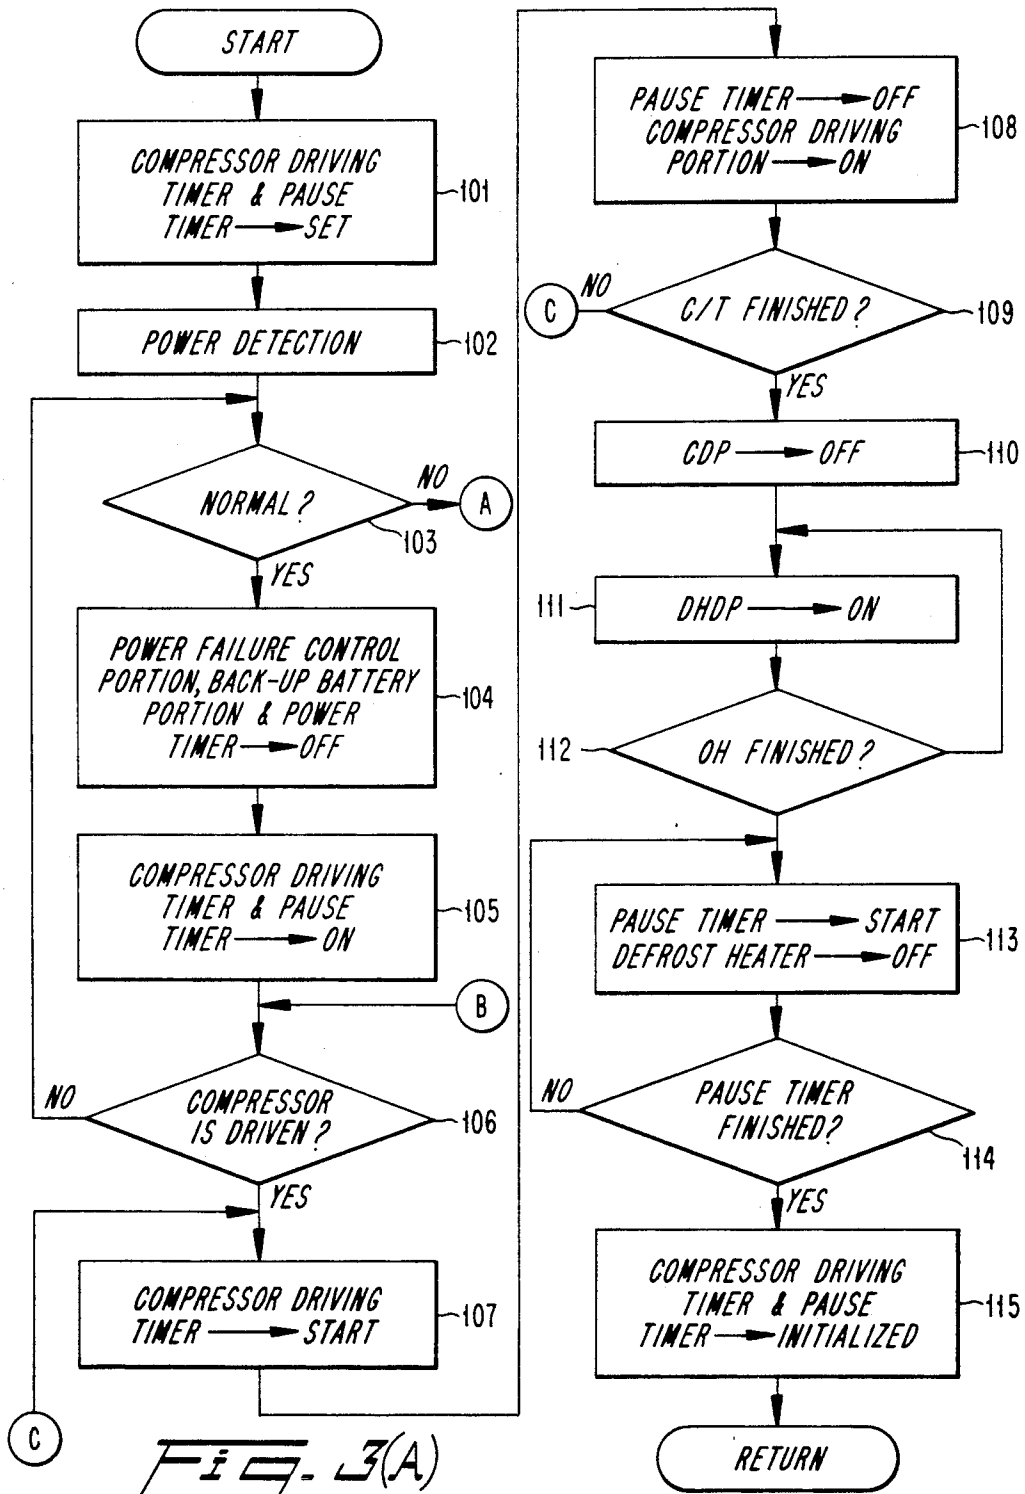 START
COMPRESSOR DRIVING
TIMER & PAUSE
TIMER → SET
101
POWER DETECTION
102
NORMAL?
NO
A
103
YES
POWER FAILURE CONTROL
PORTION, BACK-UP BATTERY
PORTION & POWER
TIMER → OFF
104
COMPRESSOR DRIVING
TIMER & PAUSE
TIMER → ON
105
B
NO
COMPRESSOR
IS DRIVEN?
106
YES
COMPRESSOR DRIVING
TIMER → START
107
C
PAUSE TIMER → OFF
COMPRESSOR DRIVING
PORTION → ON
108
NO
C
C/T FINISHED?
109
YES
CDP → OFF
110
111
DHDP → ON
112
OH FINISHED?
PAUSE TIMER → START
DEFROST HEATER → OFF
113
NO
PAUSE TIMER
FINISHED?
114
YES
COMPRESSOR DRIVING
TIMER & PAUSE
TIMER → INITIALIZED
115
RETURN
Fig. 3(A)